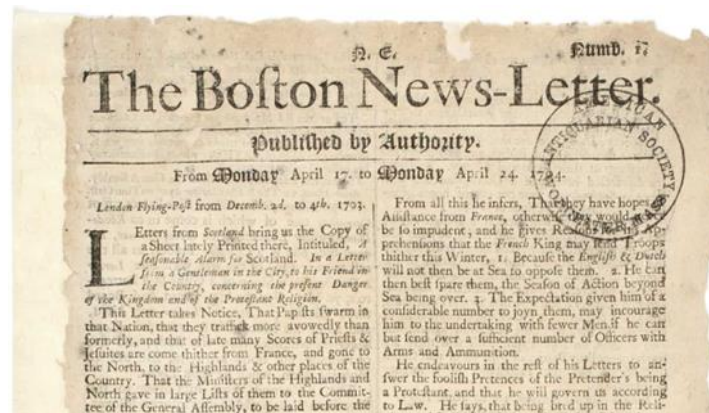 N. E.
Numb. 1
The Boſton News-Letter.
Publiſhed by Authority.
From Monday April 17. to Monday April 24. 1704.
AMERICAN ANTIQUARIAN SOCIETY
London Flying-Poſt from Decemb. 2d. to 4th. 1703.
LEtters from Scotland bring us the Copy of
a Sheet lately Printed there, Intituled, A
ſeaſonable Alarm for Scotland. In a Letter
from a Gentleman in the City, to his Friend in
the Country, concerning the preſent Danger
of the Kingdom and of the Proteſtant Religion.
This Letter takes Notice, That Papiſts ſwarm in
that Nation, that they traffick more avowedly than
formerly, and that of late many Scores of Prieſts &
Jeſuites are come thither from France, and gone to
the North, to the Highlands & other places of the
Country. That the Miniſters of the Highlands and
North gave in large Liſts of them to the Commit-
tee of the General Aſſembly, to be laid before the
From all this he infers, That they have hopes of
Aſſiſtance from France, otherwiſe they would never
be ſo impudent, and he gives Reaſons for his Ap-
prehenſions that the French King may ſend Troops
thither this Winter, 1. Becauſe the Engliſh & Dutch
will not then be at Sea to oppoſe them. 2. He can
then beſt ſpare them, the Seaſon of Action beyond
Sea being over. 3. The Expectation given him of a
conſiderable number to joyn them, may incourage
him to the undertaking with fewer Men if he can
but ſend over a ſufficient number of Officers with
Arms and Ammunition.
He endeavours in the reſt of his Letters to an-
ſwer the fooliſh Pretences of the Pretender's being
a Proteſtant, and that he will govern us according
to Law. He ſays, that being bred up in the Reli-